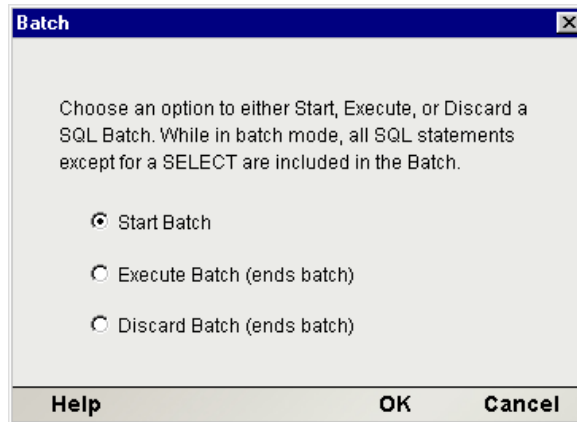 Batch
Choose an option to either Start, Execute, or Discard a
SQL Batch. While in batch mode, all SQL statements
except for a SELECT are included in the Batch.
Start Batch
Execute Batch (ends batch)
Discard Batch (ends batch)
Help OK Cancel